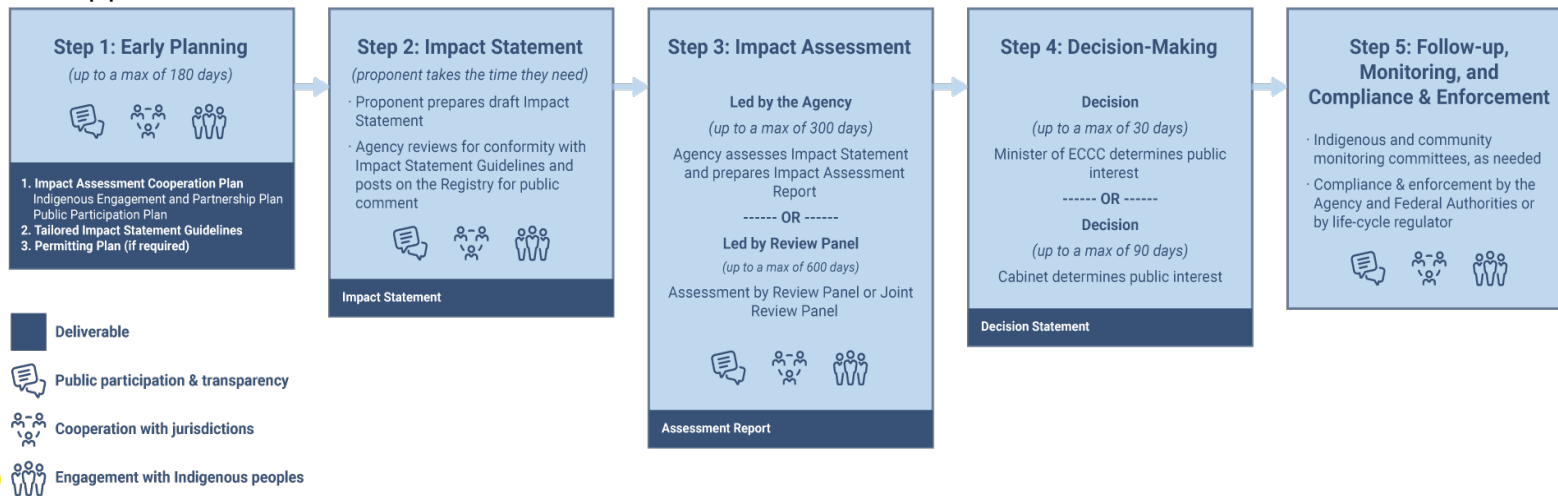 Step 1: Early Planning
(up to a max of 180 days)
1. Impact Assessment Cooperation Plan
Indigenous Engagement and Partnership Plan
Public Participation Plan
2. Tailored Impact Statement Guidelines
3. Permitting Plan (if required)
Step 2: Impact Statement
(proponent takes the time they need)
· Proponent prepares draft Impact
Statement
· Agency reviews for conformity with
Impact Statement Guidelines and
posts on the Registry for public
comment
Impact Statement
Step 3: Impact Assessment
Led by the Agency
(up to a max of 300 days)
Agency assesses Impact Statement
and prepares Impact Assessment
Report
------ OR ------
Led by Review Panel
(up to a max of 600 days)
Assessment by Review Panel or Joint
Review Panel
Assessment Report
Step 4: Decision-Making
Decision
(up to a max of 30 days)
Minister of ECCC determines public
interest
------ OR ------
Decision
(up to a max of 90 days)
Cabinet determines public interest
Decision Statement
Step 5: Follow-up,
Monitoring, and
Compliance & Enforcement
· Indigenous and community
monitoring committees, as needed
· Compliance & enforcement by the
Agency and Federal Authorities or
by life-cycle regulator
Deliverable
Public participation & transparency
Cooperation with jurisdictions
Engagement with Indigenous peoples